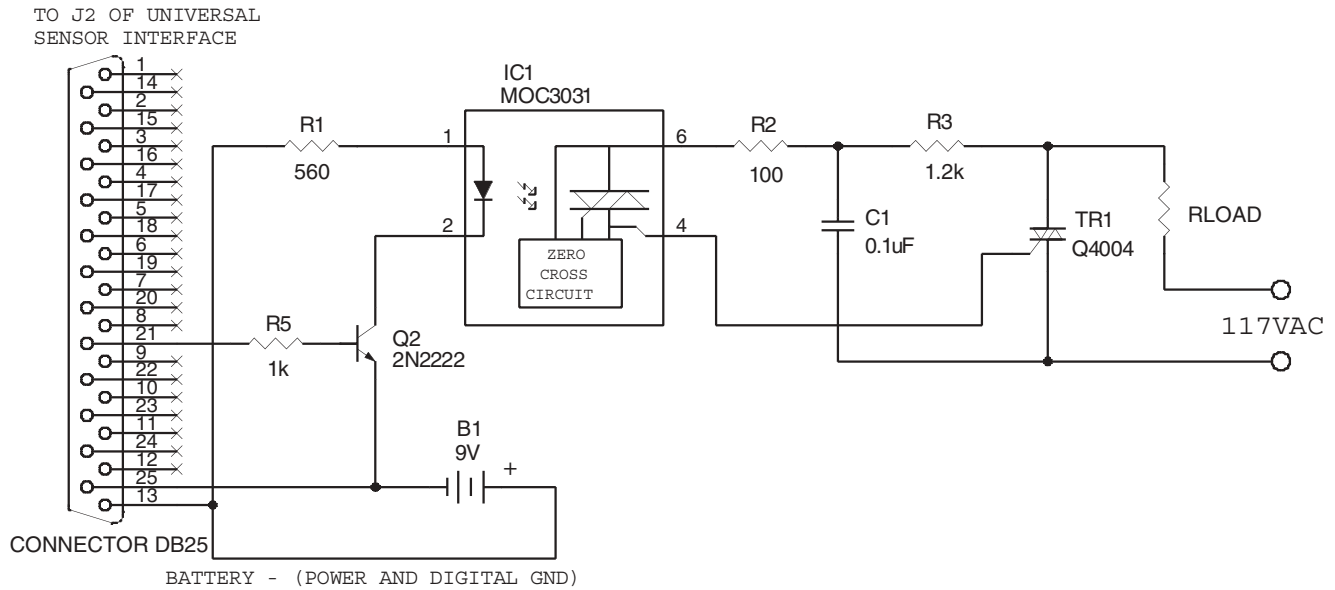 TO J2 OF UNIVERSAL
SENSOR INTERFACE
1
14
2
15
3
16
4
17
5
18
6
19
7
20
8
21
9
22
10
23
11
24
12
25
13
CONNECTOR DB25
R1
560
R5
1k
Q2
2N2222
B1
9V
+
BATTERY - (POWER AND DIGITAL GND)
IC1
MOC3031
1
2
6
4
ZERO
CROSS
CIRCUIT
R2
100
R3
1.2k
C1
0.1uF
TR1
Q4004
RLOAD
117VAC